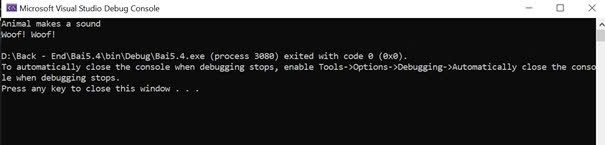 Microsoft Visual Studio Debug Console
Animal makes a sound
Woof! Woof!
D:\Back - End\Bai5.4\bin\Debug\Bai5.4.exe (process 3080) exited with code 0 (0x0).
To automatically close the console when debugging stops, enable Tools->Options->Debugging->Automatically close the conso
le when debugging stops.
Press any key to close this window . . .